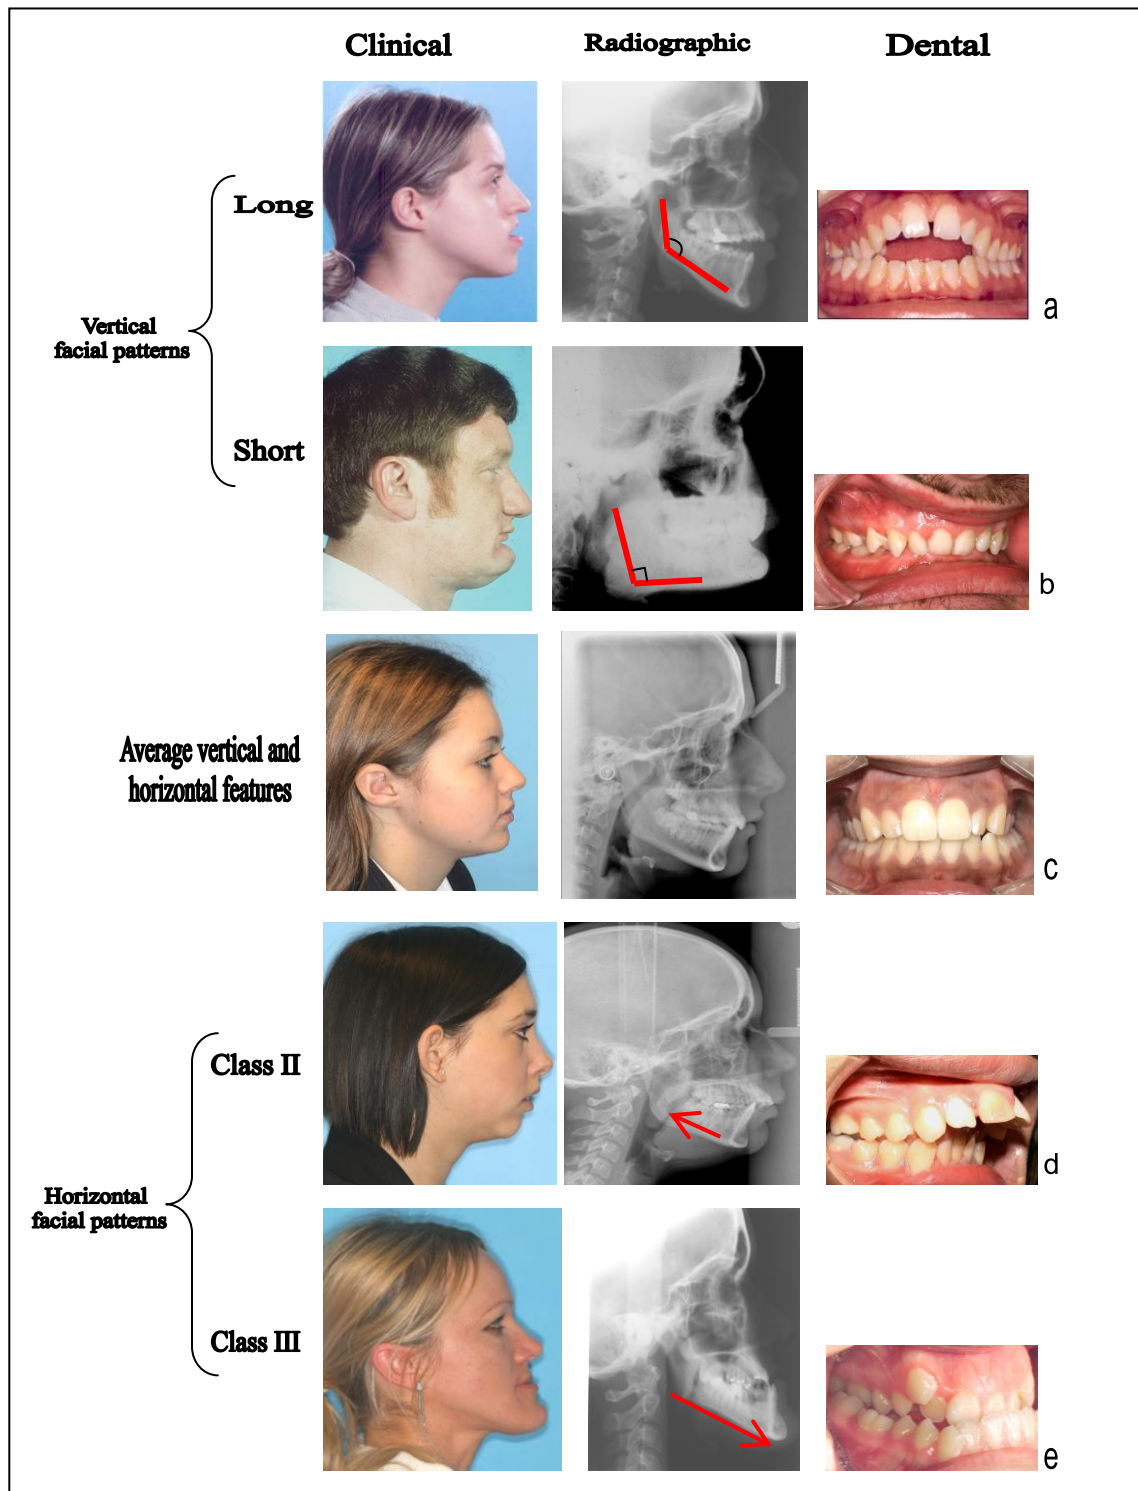 Clinical
Radiographic
Dental
Long
a
Vertical
facial patterns
Short
b
Average vertical and
horizontal features
c
Class II
d
Horizontal
facial patterns
Class III
e